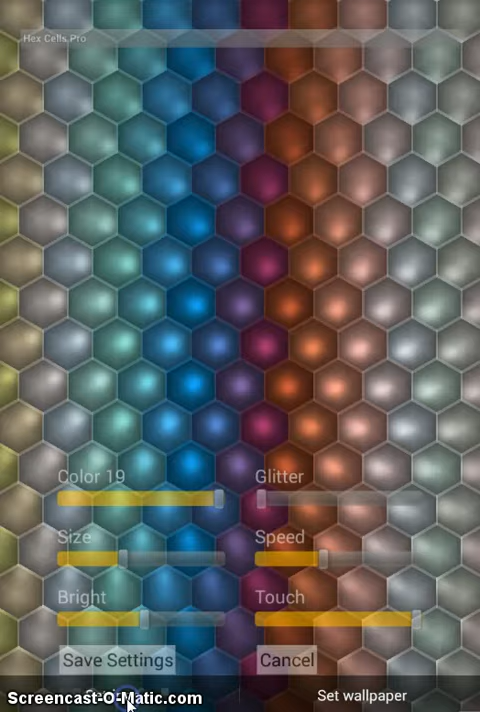 Hex Cells Pro
Color 19 Glitter
Size Speed
Bright Touch
Save Settings Cancel
Set wallpaper
Screencast-O-Matic.com